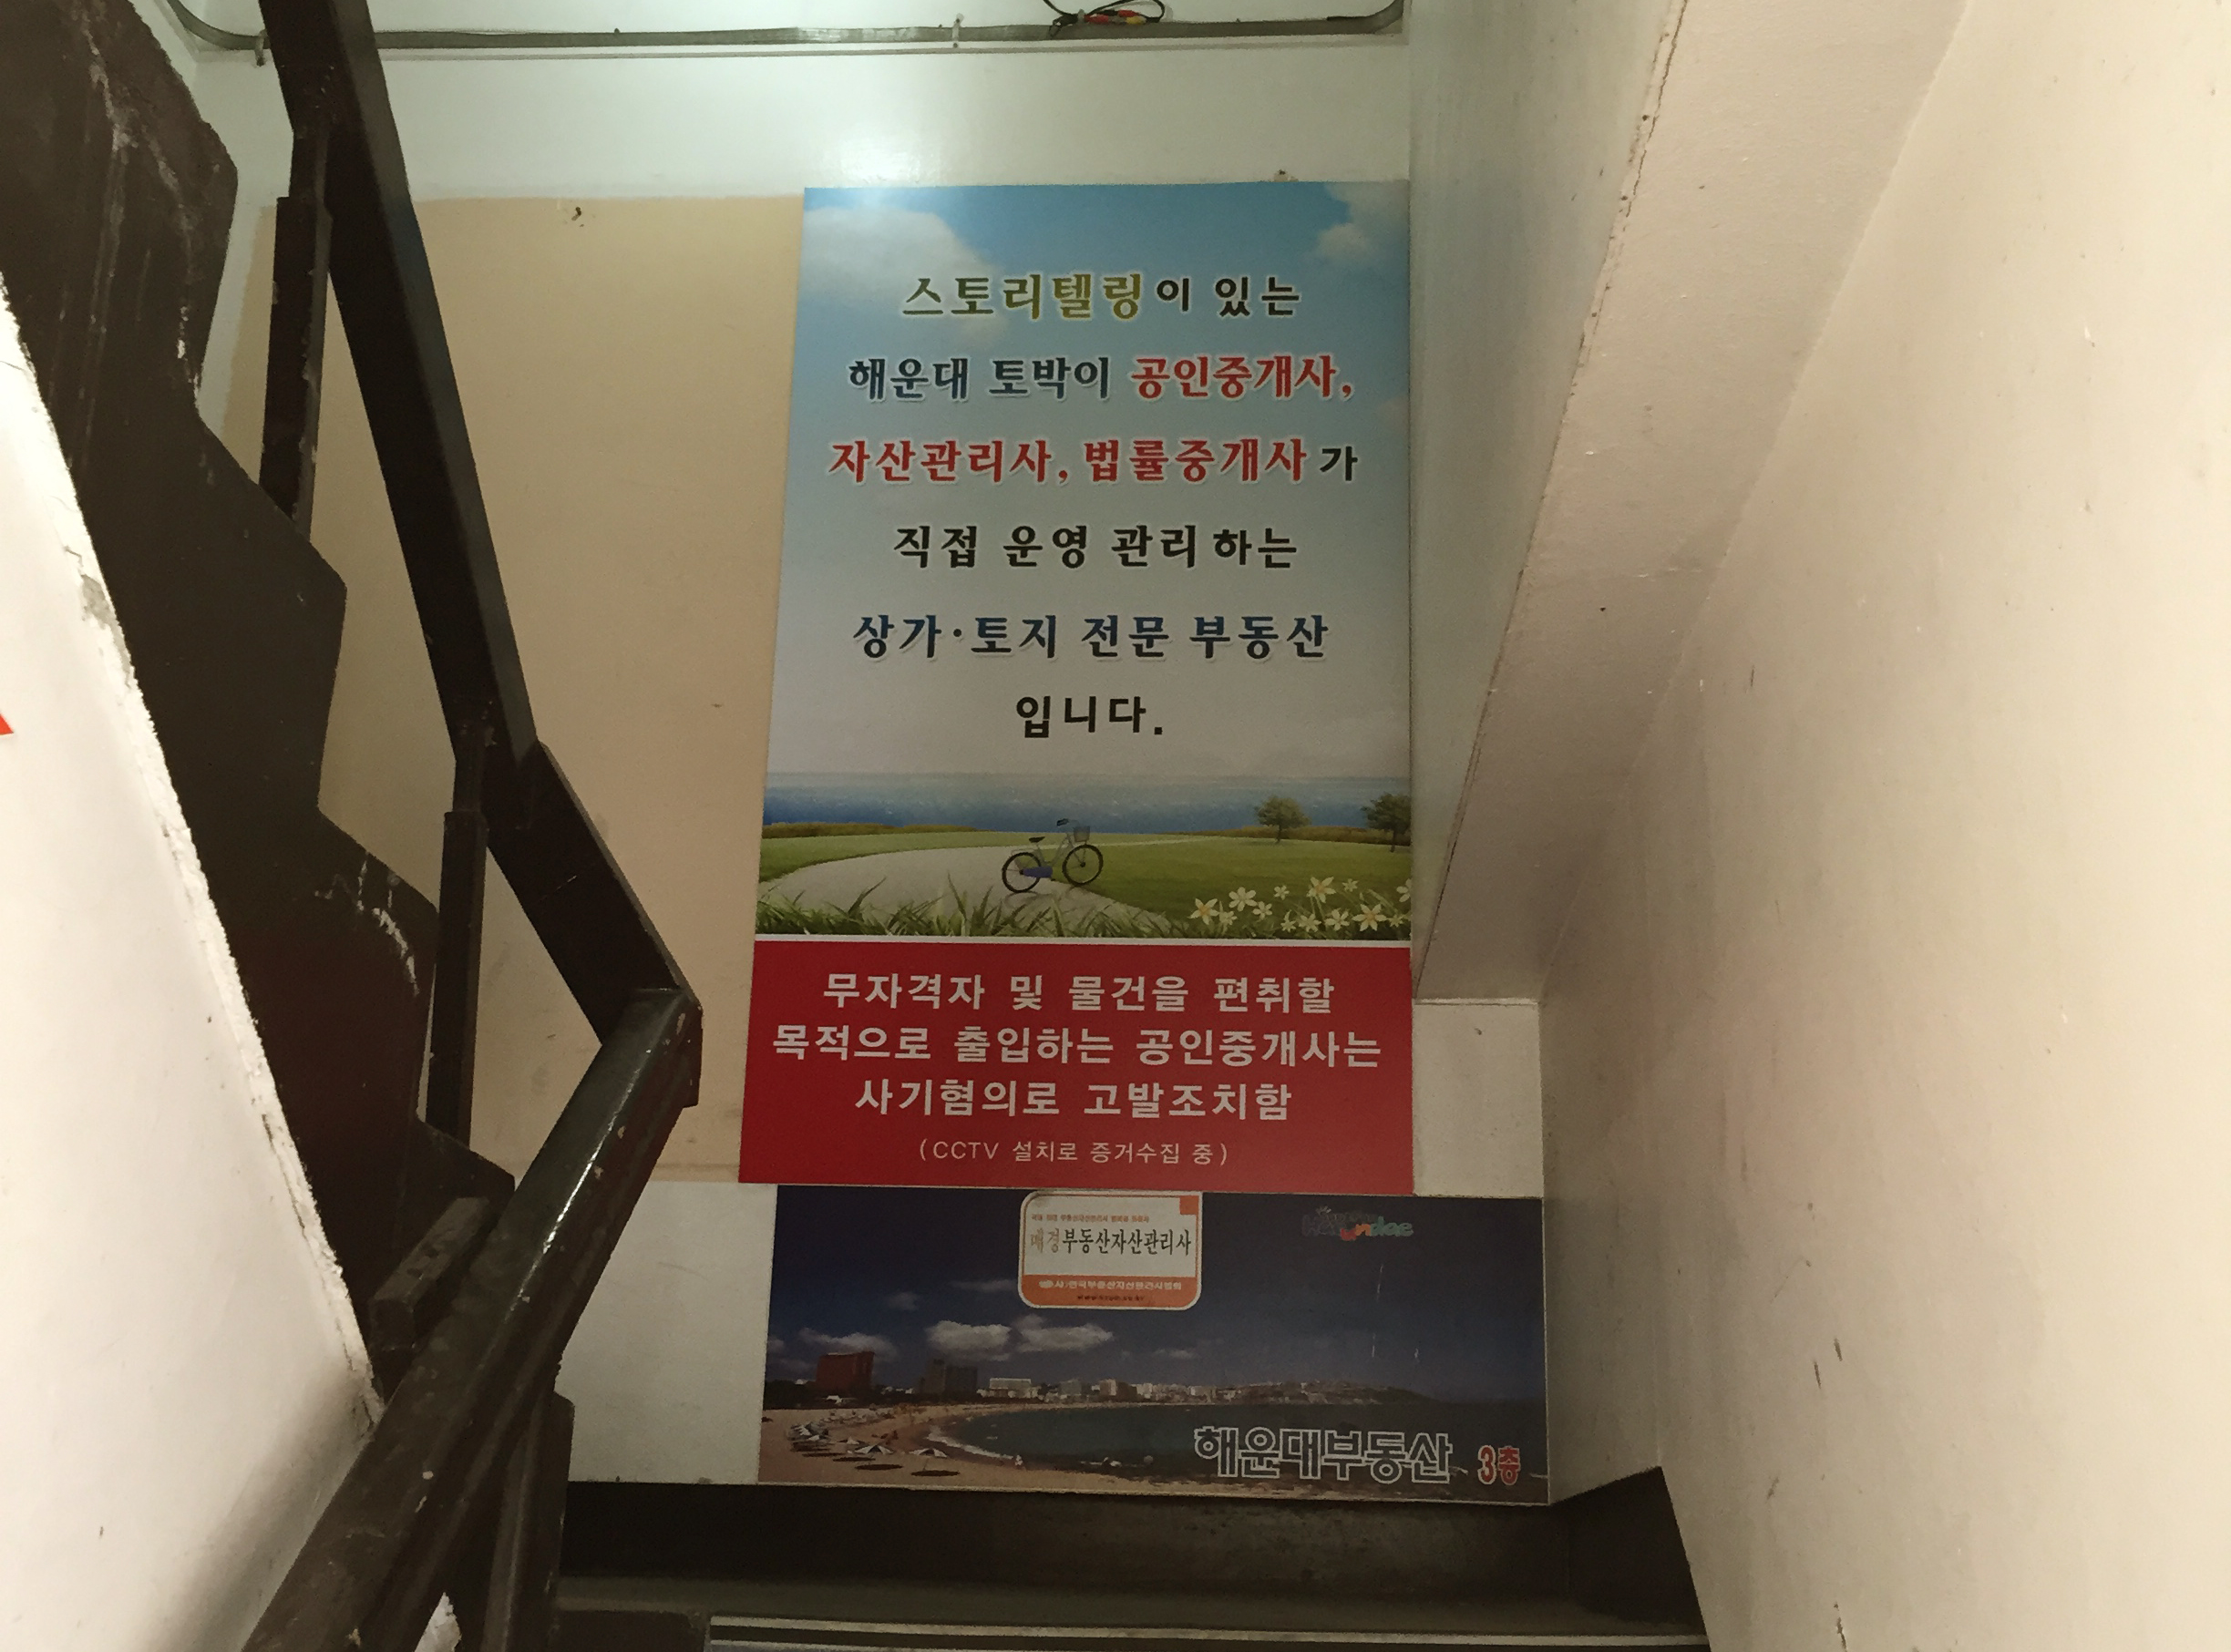 스토리텔링이 있는
해운대 토박이 공인중개사,
자산관리사, 법률중개사가
직접 운영 관리하는
상가·토지 전문 부동산
입니다.
무자격자 및 물건을 편취할
목적으로 출입하는 공인중개사는
사기혐의로 고발조치함
(CCTV 설치로 증거수집 중)
매경부동산자산관리사
Haeundae
해운대부동산 3층